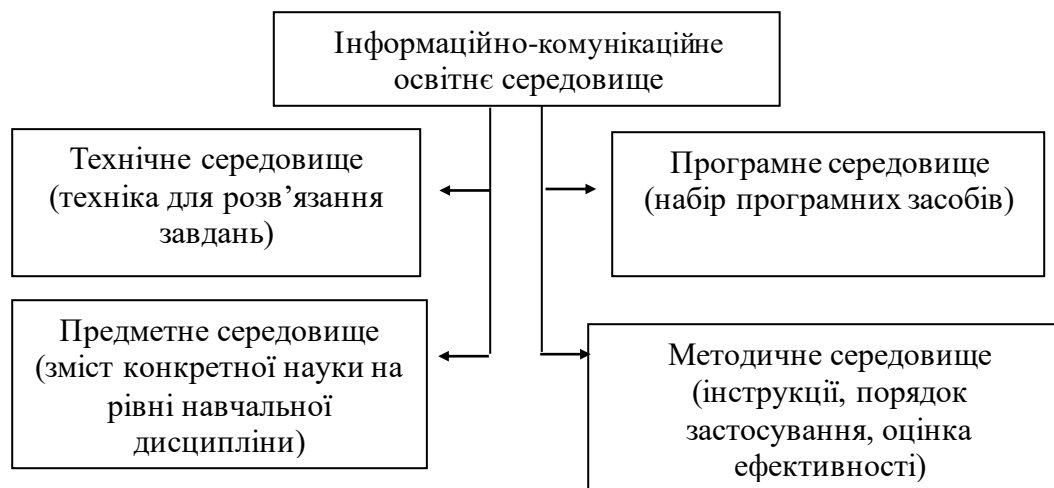 Інформаційно-комунікаційне
освітнє середовище
Технічне середовище
(техніка для розв’язання
завдань)
Програмне середовище
(набір програмних засобів)
Предметне середовище
(зміст конкретної науки на
рівні навчальної
дисципліни)
Методичне середовище
(інструкції, порядок
застосування, оцінка
ефективності)